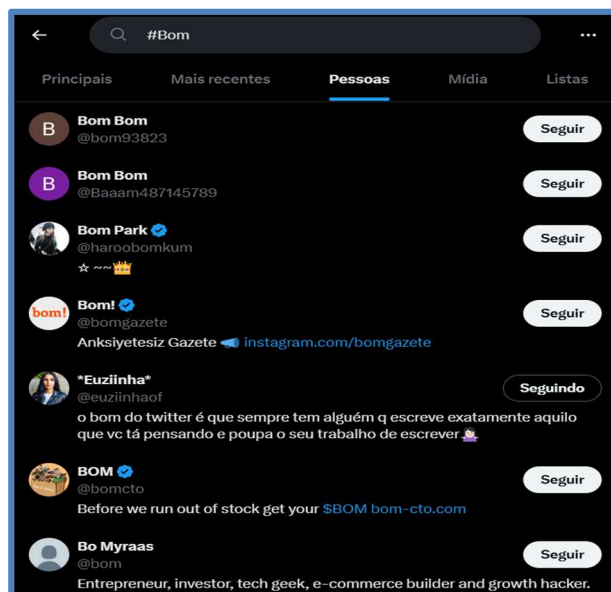 #Bom
Principais Mais recentes Pessoas Mídia Listas
B Bom Bom Seguir
@bom93823
B Bom Bom Seguir
@Baaam487145789
Bom Park Seguir
@haroobomkum
☆ ~~👑
bom! Bom! Seguir
@bomgazete
Anksiyetesiz Gazete 📢 instagram.com/bomgazete
*Euziinha* Seguindo
@euziinhaof
o bom do twitter é que sempre tem alguém q escreve exatamente aquilo
que vc tá pensando e poupa o seu trabalho de escrever🤷🏻‍♀️
BOM Seguir
@bomcto
Before we run out of stock get your $BOM bom-cto.com
Bo Myraas Seguir
@bom
Entrepreneur, investor, tech geek, e-commerce builder and growth hacker.